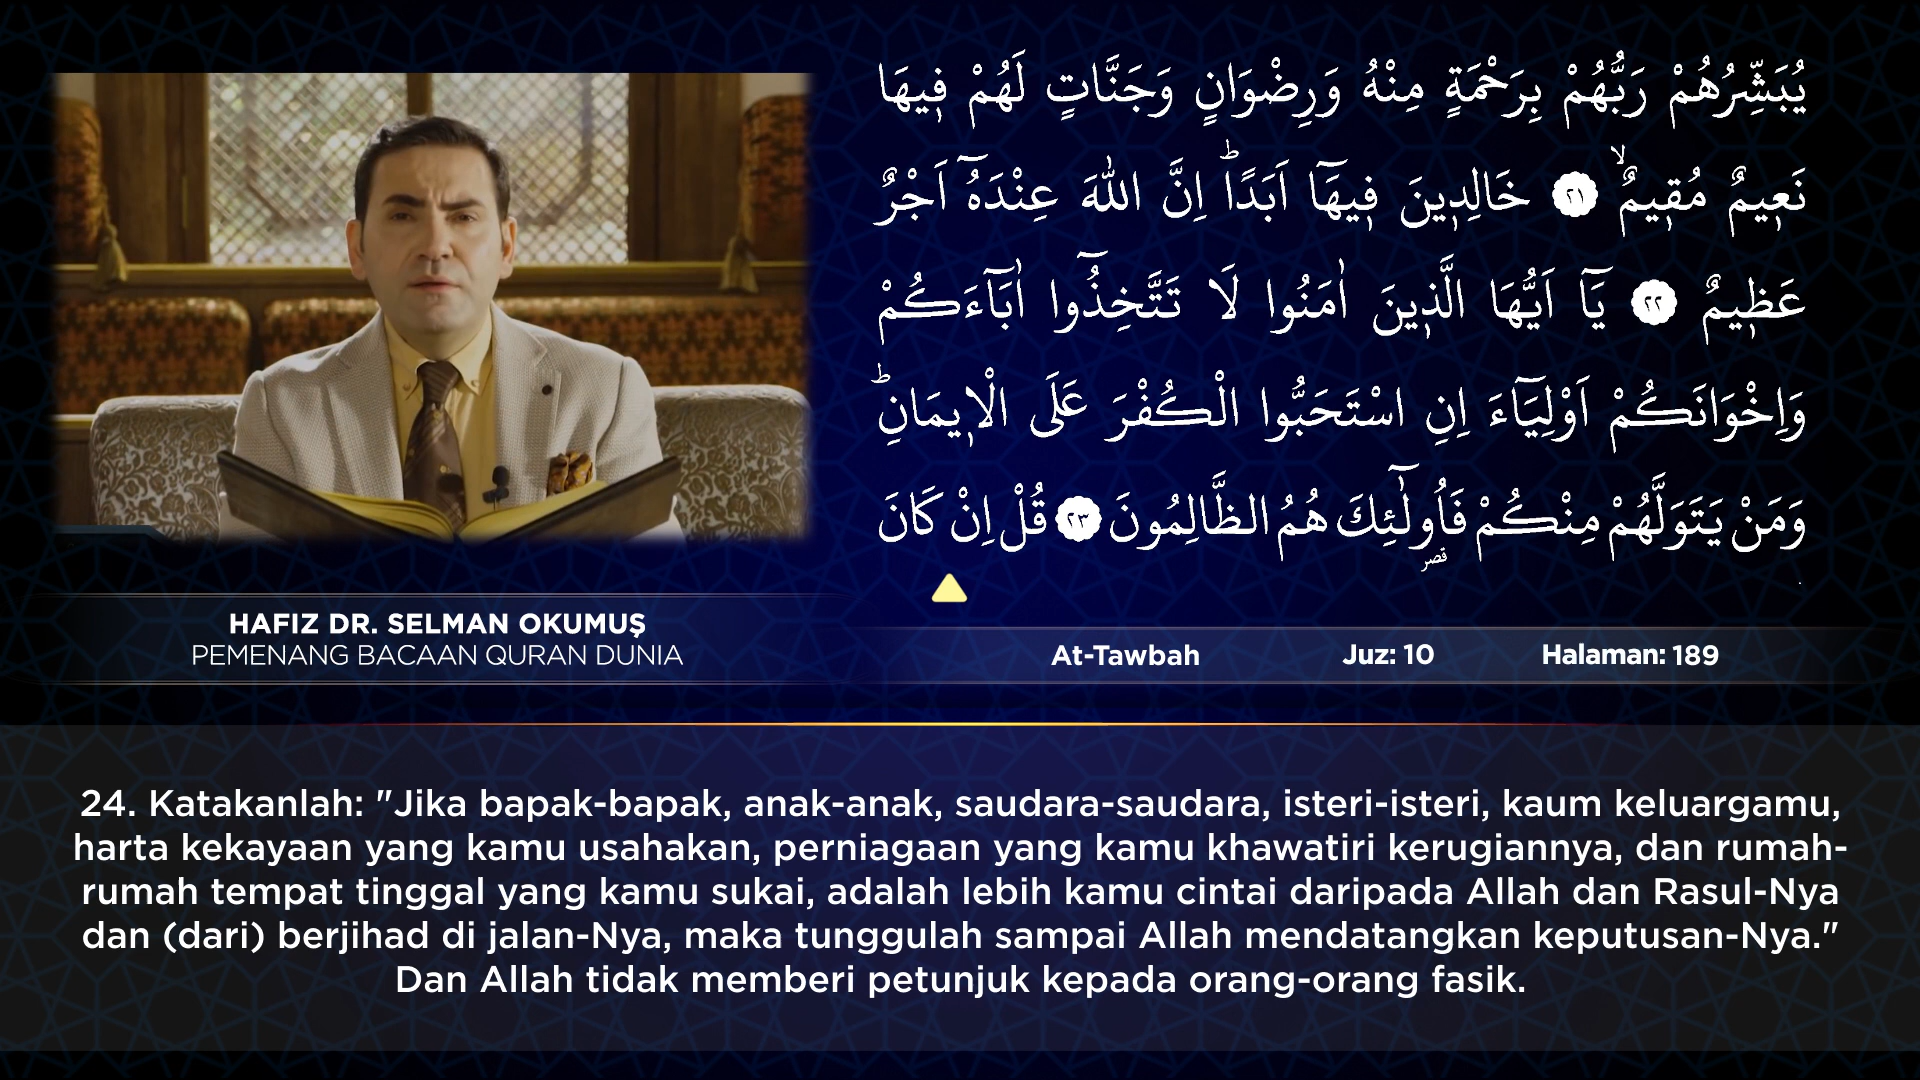 يُبَشِّرُهُمْ رَبُّهُمْ بِرَحْمَةٍ مِنْهُ وَرِضْوَانٍ وَجَنَّاتٍ لَهُمْ ف۪يهَا
نَع۪يمٌ مُق۪يمٌۙ ﴿٢١﴾ خَالِد۪ينَ ف۪يهَٓا اَبَدًاۜ اِنَّ اللّٰهَ عِنْدَهُٓ اَجْرٌ
عَظ۪يمٌ ﴿٢٢﴾ يَٓا اَيُّهَا الَّذ۪ينَ اٰمَنُوا لَا تَتَّخِذُٓوا اٰبَٓاءَكُمْ
وَاِخْوَانَكُمْ اَوْلِيَٓاءَ اِنِ اسْتَحَبُّوا الْكُفْرَ عَلَى الْا۪يمَانِۜ
وَمَنْ يَتَوَلَّهُمْ مِنْكُمْ فَاُو۬لٰٓئِكَ هُمُ الظَّالِمُونَ ﴿٢٣﴾ قُلْ اِنْ كَانَ
قصر
HAFIZ DR. SELMAN OKUMUŞ
PEMENANG BACAAN QURAN DUNIA
At-Tawbah Juz: 10 Halaman: 189
24. Katakanlah: "Jika bapak-bapak, anak-anak, saudara-saudara, isteri-isteri, kaum keluargamu,
harta kekayaan yang kamu usahakan, perniagaan yang kamu khawatiri kerugiannya, dan rumah-
rumah tempat tinggal yang kamu sukai, adalah lebih kamu cintai daripada Allah dan Rasul-Nya
dan (dari) berjihad di jalan-Nya, maka tunggulah sampai Allah mendatangkan keputusan-Nya."
Dan Allah tidak memberi petunjuk kepada orang-orang fasik.